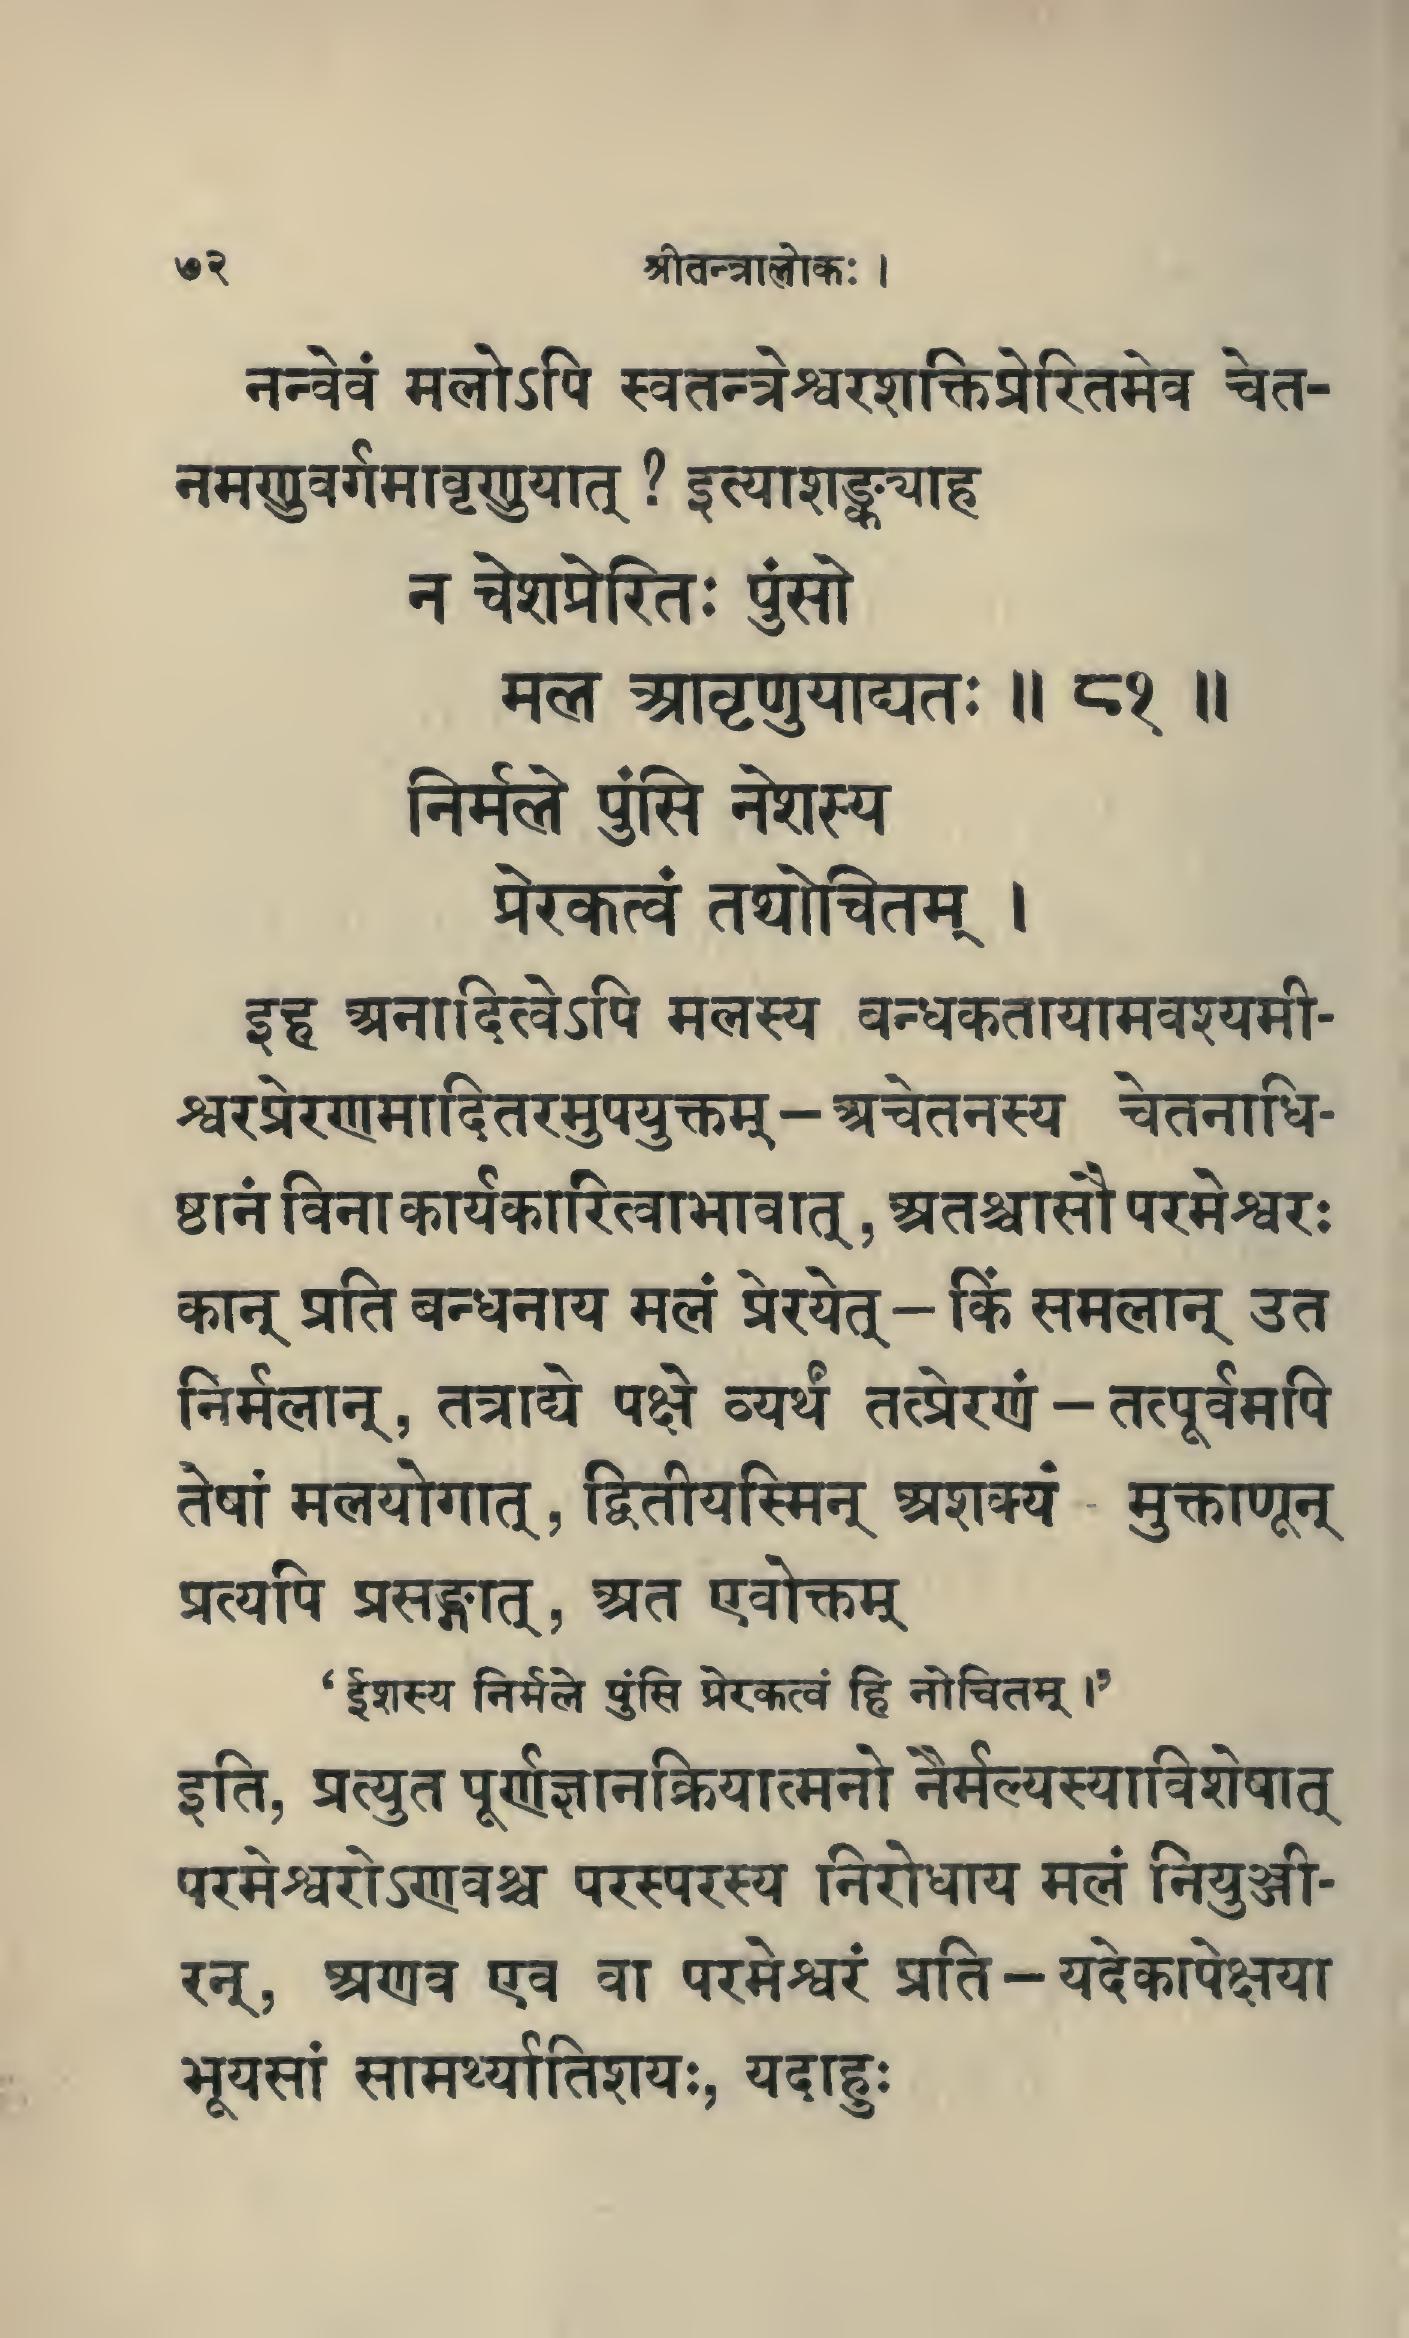 ७२ श्रीतन्त्रालोकः ।
नन्वेवं मलोऽपि स्वतन्त्रेश्वरशक्तिप्रेरितमेव चेत-
नमणुवर्गमावृणुयात् ? इत्याशङ्क्याह
न चेशप्रेरितः पुंसो
मल आवृणुयाद्यतः ॥ ८१ ॥
निर्मले पुंसि नेशस्य
प्रेरकत्वं तथोचितम् ।
इह अनादित्वेऽपि मलस्य बन्धकतायामवश्यमी-
श्वरप्रेरणमादितरमुपयुक्तम् – अचेतनस्य चेतनाधि-
ष्ठानं विना कार्यकारित्वाभावात्, अतश्चासौ परमेश्वरः
कान् प्रति बन्धनाय मलं प्रेरयेत् – किं समलान् उत
निर्मलान्, तत्राद्ये पक्षे व्यर्थं तत्प्रेरणं – तत्पूर्वमपि
तेषां मलयोगात्, द्वितीयस्मिन् अशक्यं - मुक्ताणून्
प्रत्यपि प्रसङ्गात्, अत एवोक्तम्
‘ईशस्य निर्मले पुंसि प्रेरकत्वं हि नोचितम् ।’
इति, प्रत्युत पूर्णज्ञानक्रियात्मनो नैर्मल्यस्याविशेषात्
परमेश्वरोऽणवश्च परस्परस्य निरोधाय मलं नियुञ्जी-
रन्, अणव एव वा परमेश्वरं प्रति – यदेकापेक्षया
भूयसां सामर्थ्यातिशयः, यदाहुः